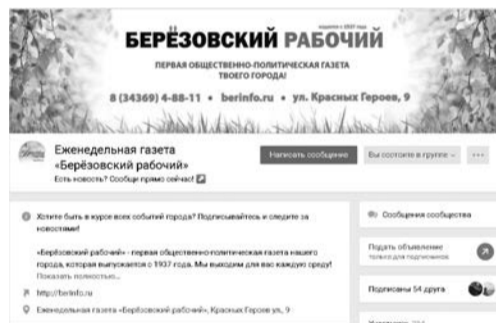 издаётся с 1937 года
БЕРЁЗОВСКИЙ РАБОЧИЙ
ПЕРВАЯ ОБЩЕСТВЕННО-ПОЛИТИЧЕСКАЯ ГАЗЕТА
ТВОЕГО ГОРОДА!
8 (34369) 4-88-11 • berinfo.ru • ул. Красных Героев, 9
Еженедельная газета
«Берёзовский рабочий»
Есть новость? Сообщи прямо сейчас!
Написать сообщение
Вы состоите в группе
Хотите быть в курсе всех событий города? Подписывайтесь и следите за
новостями!
«Берёзовский рабочий» - первая общественно-политическая газета нашего
города, которая выпускается с 1937 года. Мы выходим для вас каждую среду!
Показать полностью...
http://berinfo.ru
Еженедельная газета «Берёзовский рабочий», Красных Героев ул., 9
Сообщения сообщества
Подать объявление
только для подписчиков
Подписаны 54 друга